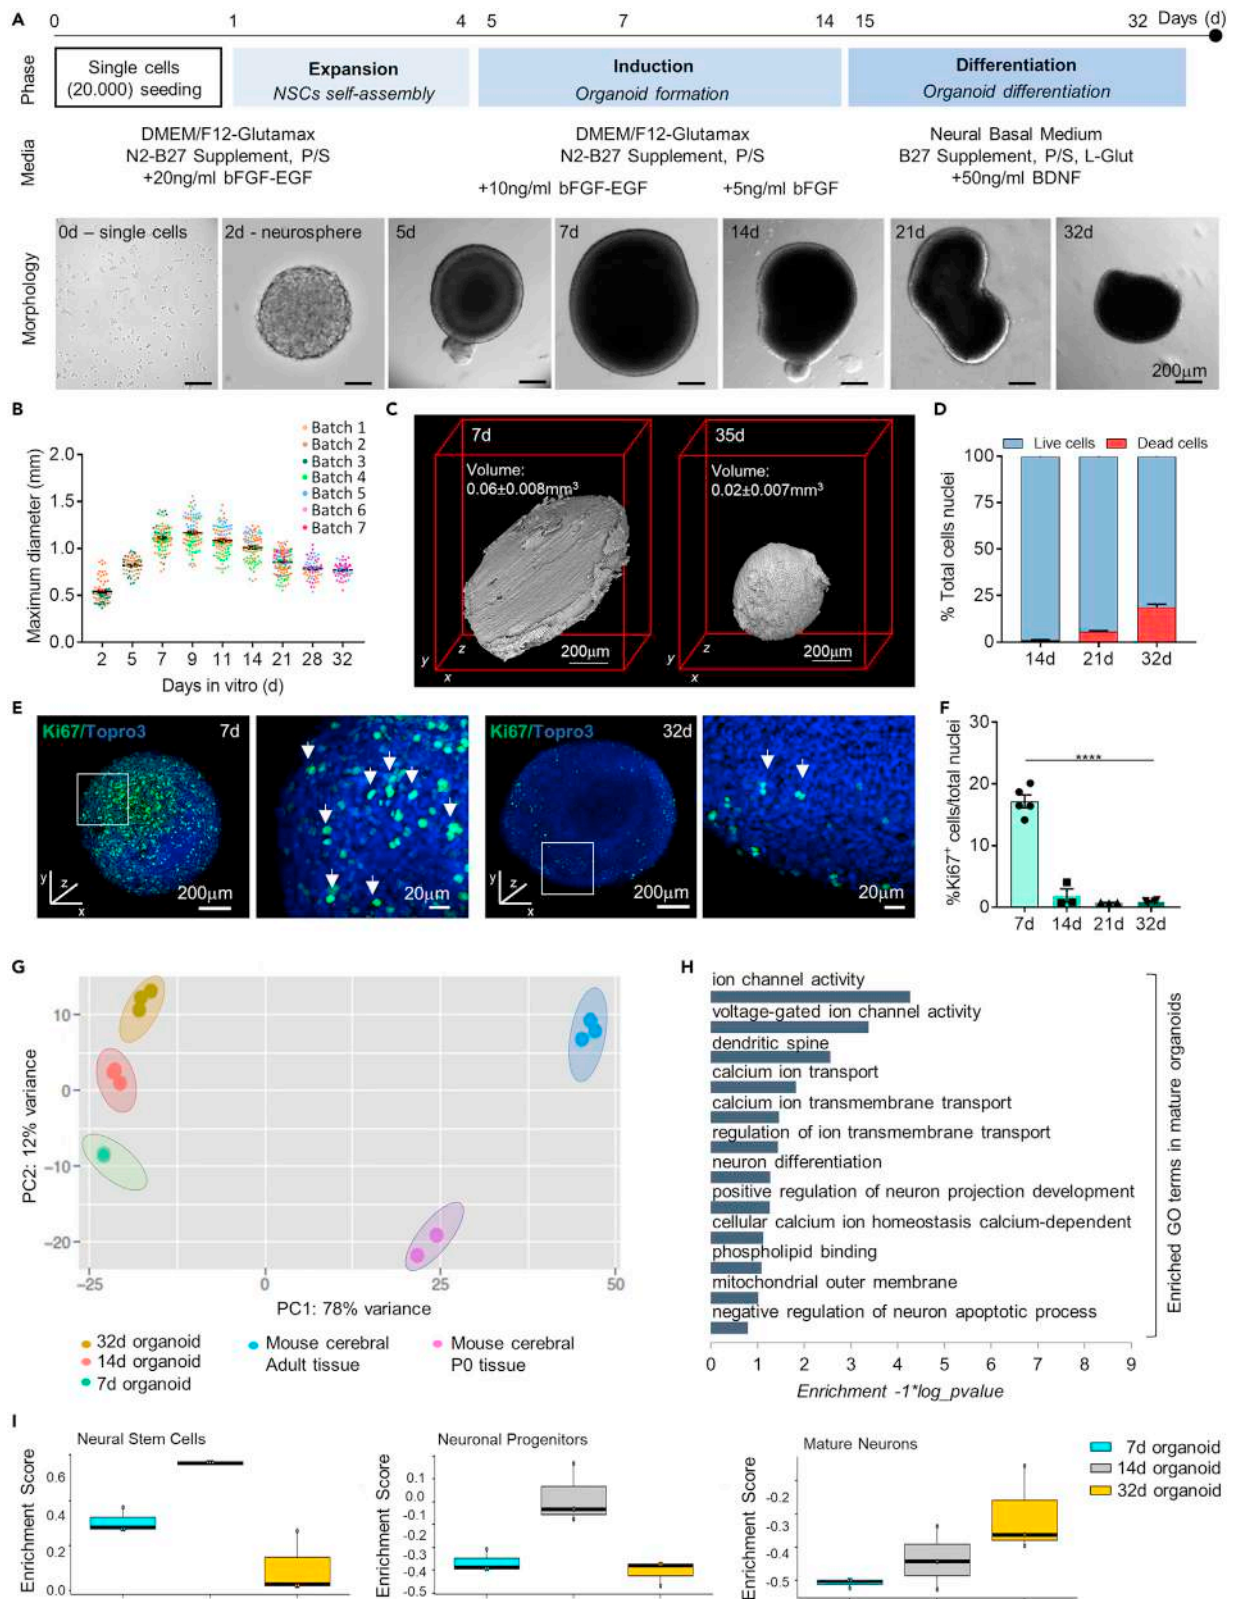 A
0 1 4 5 7 14 15 32 Days (d)
Phase
Single cells
(20.000) seeding
Expansion
NSCs self-assembly
Induction
Organoid formation
Differentiation
Organoid differentiation
Media
DMEM/F12-Glutamax
N2-B27 Supplement, P/S
+20ng/ml bFGF-EGF
DMEM/F12-Glutamax
N2-B27 Supplement, P/S
+10ng/ml bFGF-EGF +5ng/ml bFGF
Neural Basal Medium
B27 Supplement, P/S, L-Glut
+50ng/ml BDNF
Morphology
0d – single cells
2d - neurosphere
5d
7d
14d
21d
32d
200μm
B
Maximum diameter (mm)
2.0
1.5
1.0
0.5
0.0
Batch 1
Batch 2
Batch 3
Batch 4
Batch 5
Batch 6
Batch 7
2 5 7 9 11 14 21 28 32
Days in vitro (d)
C
7d
Volume:
0.06±0.008mm³
y z x
200μm
35d
Volume:
0.02±0.007mm³
y z x
200μm
D
Live cells Dead cells
% Total cells nuclei
100
75
50
25
0
14d 21d 32d
E
Ki67/Topro3 7d
y z x
200μm
20μm
Ki67/Topro3 32d
y z x
200μm
20μm
F
%Ki67⁺ cells/total nuclei
30
20
10
0
****
7d 14d 21d 32d
G
PC2: 12% variance
10
0
−10
−20
−25 0 25 50
PC1: 78% variance
32d organoid
14d organoid
7d organoid
Mouse cerebral
Adult tissue
Mouse cerebral
P0 tissue
H
ion channel activity
voltage-gated ion channel activity
dendritic spine
calcium ion transport
calcium ion transmembrane transport
regulation of ion transmembrane transport
neuron differentiation
positive regulation of neuron projection development
cellular calcium ion homeostasis calcium-dependent
phospholipid binding
mitochondrial outer membrane
negative regulation of neuron apoptotic process
0 1 2 3 4 5 6 7 8 9
Enrichment -1*log_pvalue
Enriched GO terms in mature organoids
I
Neural Stem Cells
Enrichment Score
0.6
0.4
0.2
0.0
Neuronal Progenitors
Enrichment Score
0.1
0.0
-0.1
-0.3
-0.4
-0.5
Mature Neurons
Enrichment Score
-0.2
-0.3
-0.4
-0.5
7d organoid
14d organoid
32d organoid